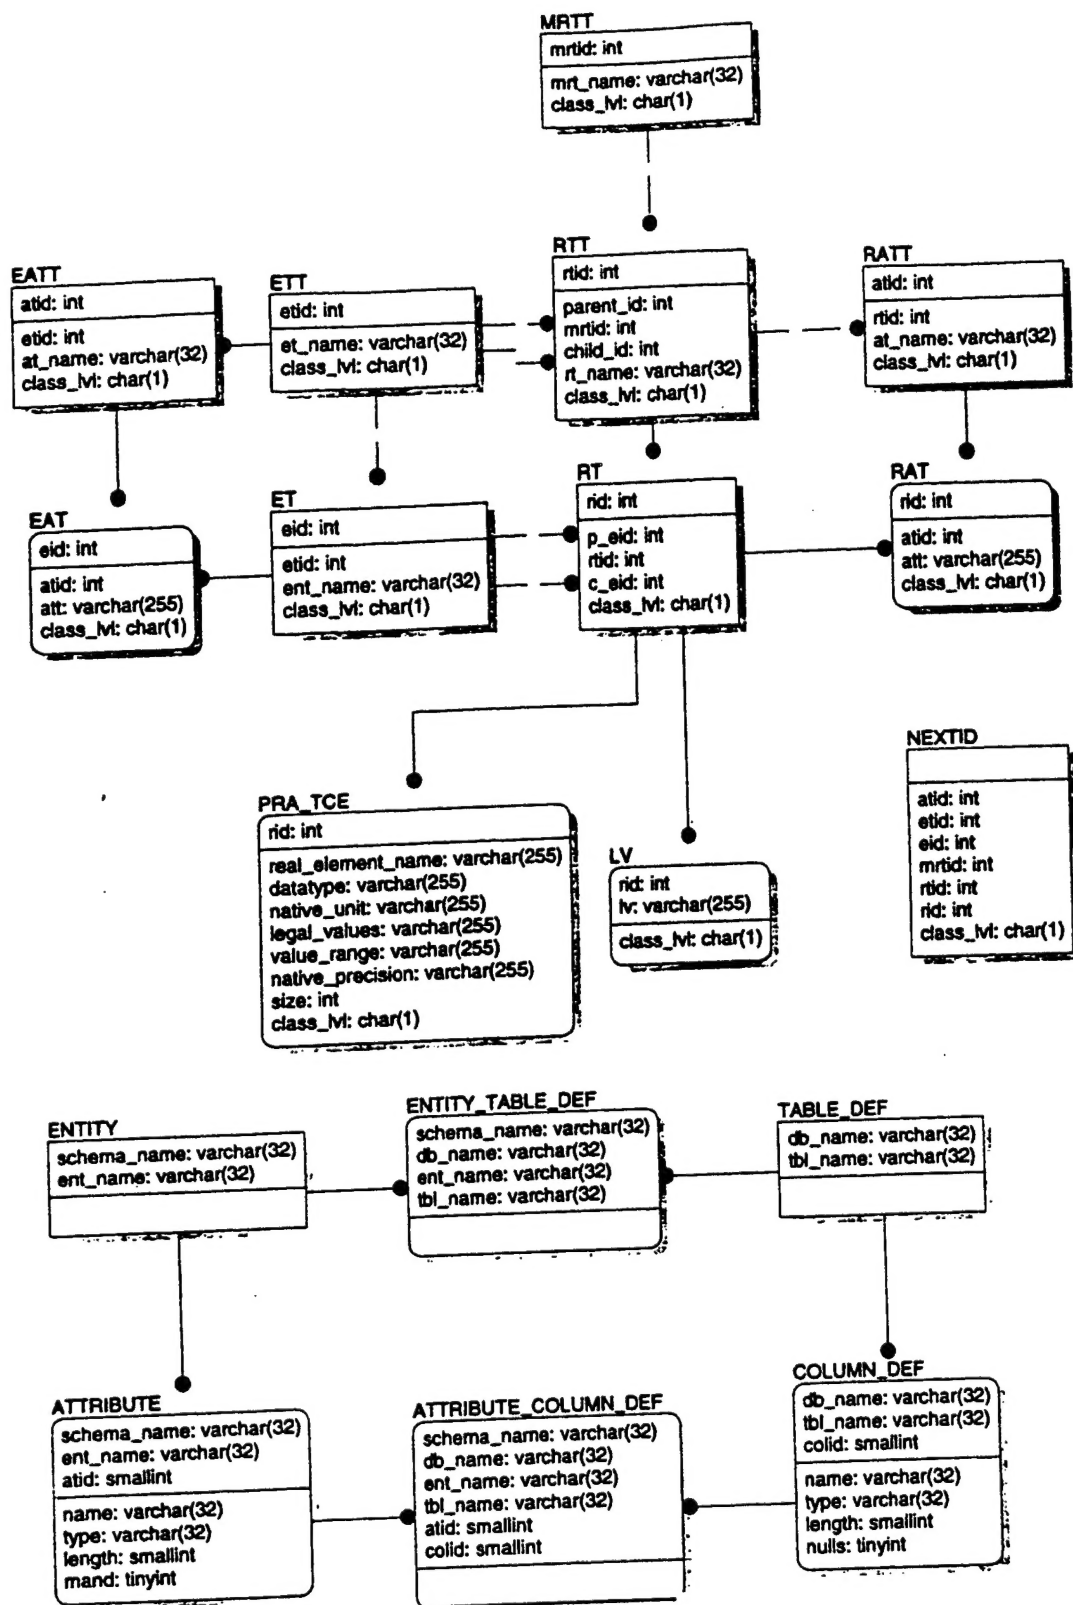 MRTT
mrtid: int
mrt_name: varchar(32)
class_lvl: char(1)
EATT
atid: int
etid: int
at_name: varchar(32)
class_lvl: char(1)
ETT
etid: int
et_name: varchar(32)
class_lvl: char(1)
RTT
rtid: int
parent_id: int
mrtid: int
child_id: int
rt_name: varchar(32)
class_lvl: char(1)
RATT
atid: int
rtid: int
at_name: varchar(32)
class_lvl: char(1)
EAT
eid: int
atid: int
att: varchar(255)
class_lvl: char(1)
ET
eid: int
etid: int
ent_name: varchar(32)
class_lvl: char(1)
RT
rid: int
p_eid: int
rtid: int
c_eid: int
class_lvl: char(1)
RAT
rid: int
atid: int
att: varchar(255)
class_lvl: char(1)
PRA_TCE
rid: int
real_element_name: varchar(255)
datatype: varchar(255)
native_unit: varchar(255)
legal_values: varchar(255)
value_range: varchar(255)
native_precision: varchar(255)
size: int
class_lvl: char(1)
LV
rid: int
lv: varchar(255)
class_lvl: char(1)
NEXTID
atid: int
etid: int
eid: int
mrtid: int
rtid: int
rid: int
class_lvl: char(1)
ENTITY
schema_name: varchar(32)
ent_name: varchar(32)
ENTITY_TABLE_DEF
schema_name: varchar(32)
db_name: varchar(32)
ent_name: varchar(32)
tbl_name: varchar(32)
TABLE_DEF
db_name: varchar(32)
tbl_name: varchar(32)
ATTRIBUTE
schema_name: varchar(32)
ent_name: varchar(32)
atid: smallint
name: varchar(32)
type: varchar(32)
length: smallint
mand: tinyint
ATTRIBUTE_COLUMN_DEF
schema_name: varchar(32)
db_name: varchar(32)
ent_name: varchar(32)
tbl_name: varchar(32)
atid: smallint
colid: smallint
COLUMN_DEF
db_name: varchar(32)
tbl_name: varchar(32)
colid: smallint
name: varchar(32)
type: varchar(32)
length: smallint
nulls: tinyint